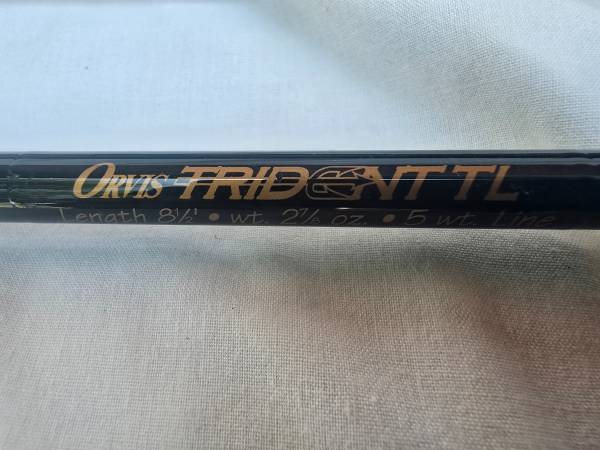 ORVIS TRIDENT TL
Length 8½' • wt. 2⅞ oz. • 5 wt. Line